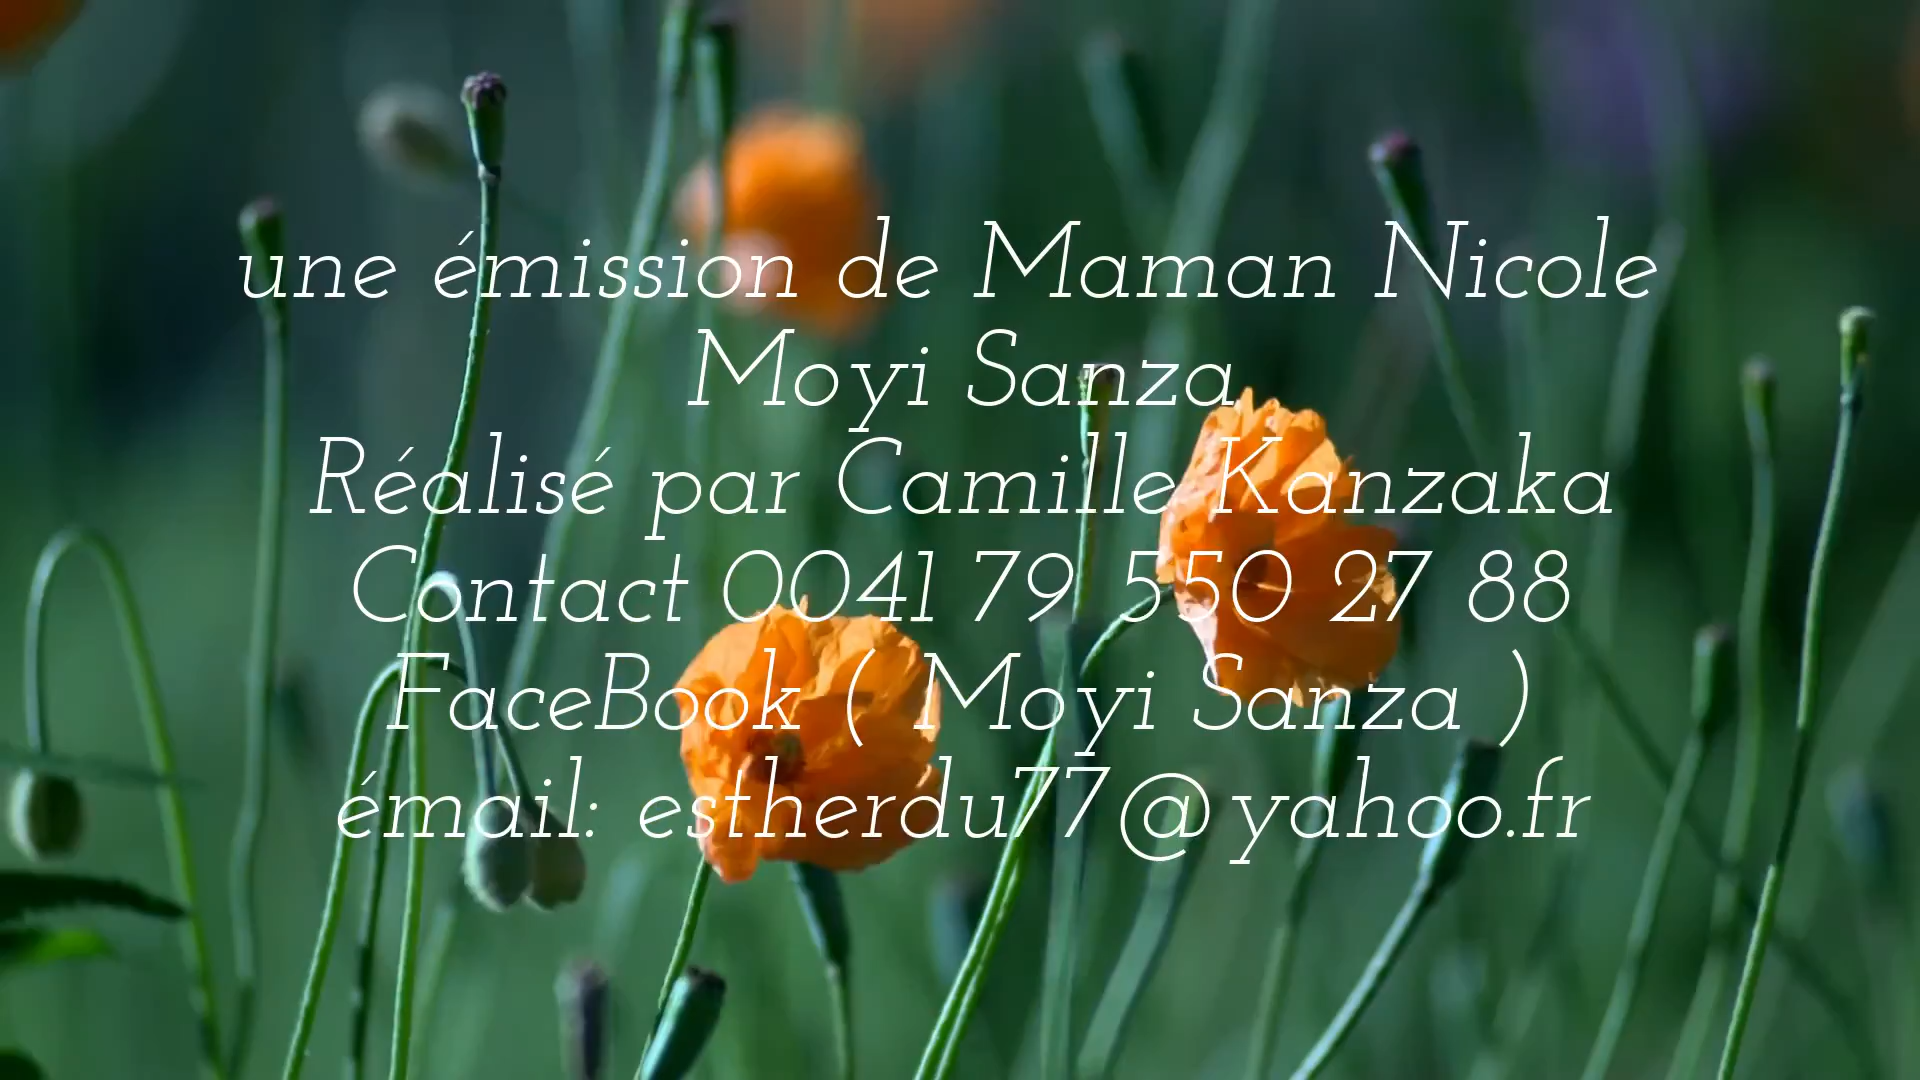 une émission de Maman Nicole
Moyi Sanza
Réalisé par Camille Kanzaka
Contact 0041 79 550 27 88
FaceBook ( Moyi Sanza )
émail: estherdu77@yahoo.fr